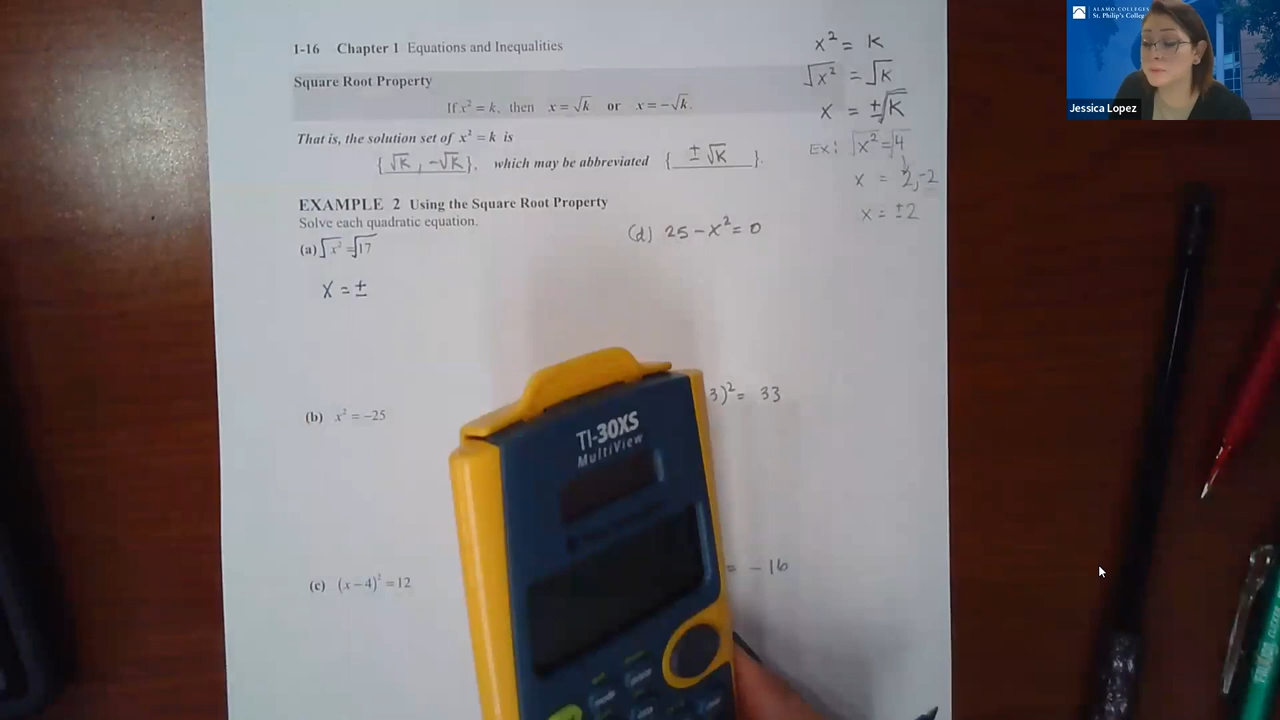 1-16 Chapter 1 Equations and Inequalities
Square Root Property
If x² = k, then x = √k or x = −√k.
That is, the solution set of x² = k is
{ √K , −√K }, which may be abbreviated { ± √K }.
EXAMPLE 2 Using the Square Root Property
Solve each quadratic equation.
(a) √x² = √17
X = ±
(b) x² = −25
(c) (x − 4)² = 12
(d) 25 − x² = 0
3)² = 33
= −16
x² = K
√x² = √K
x = ±√K
Ex: √x² = √4
x = 2, −2
x = ±2
TI-30XS
MultiView
mode
ALAMO COLLEGES
St. Philip's Colleg
Jessica Lopez